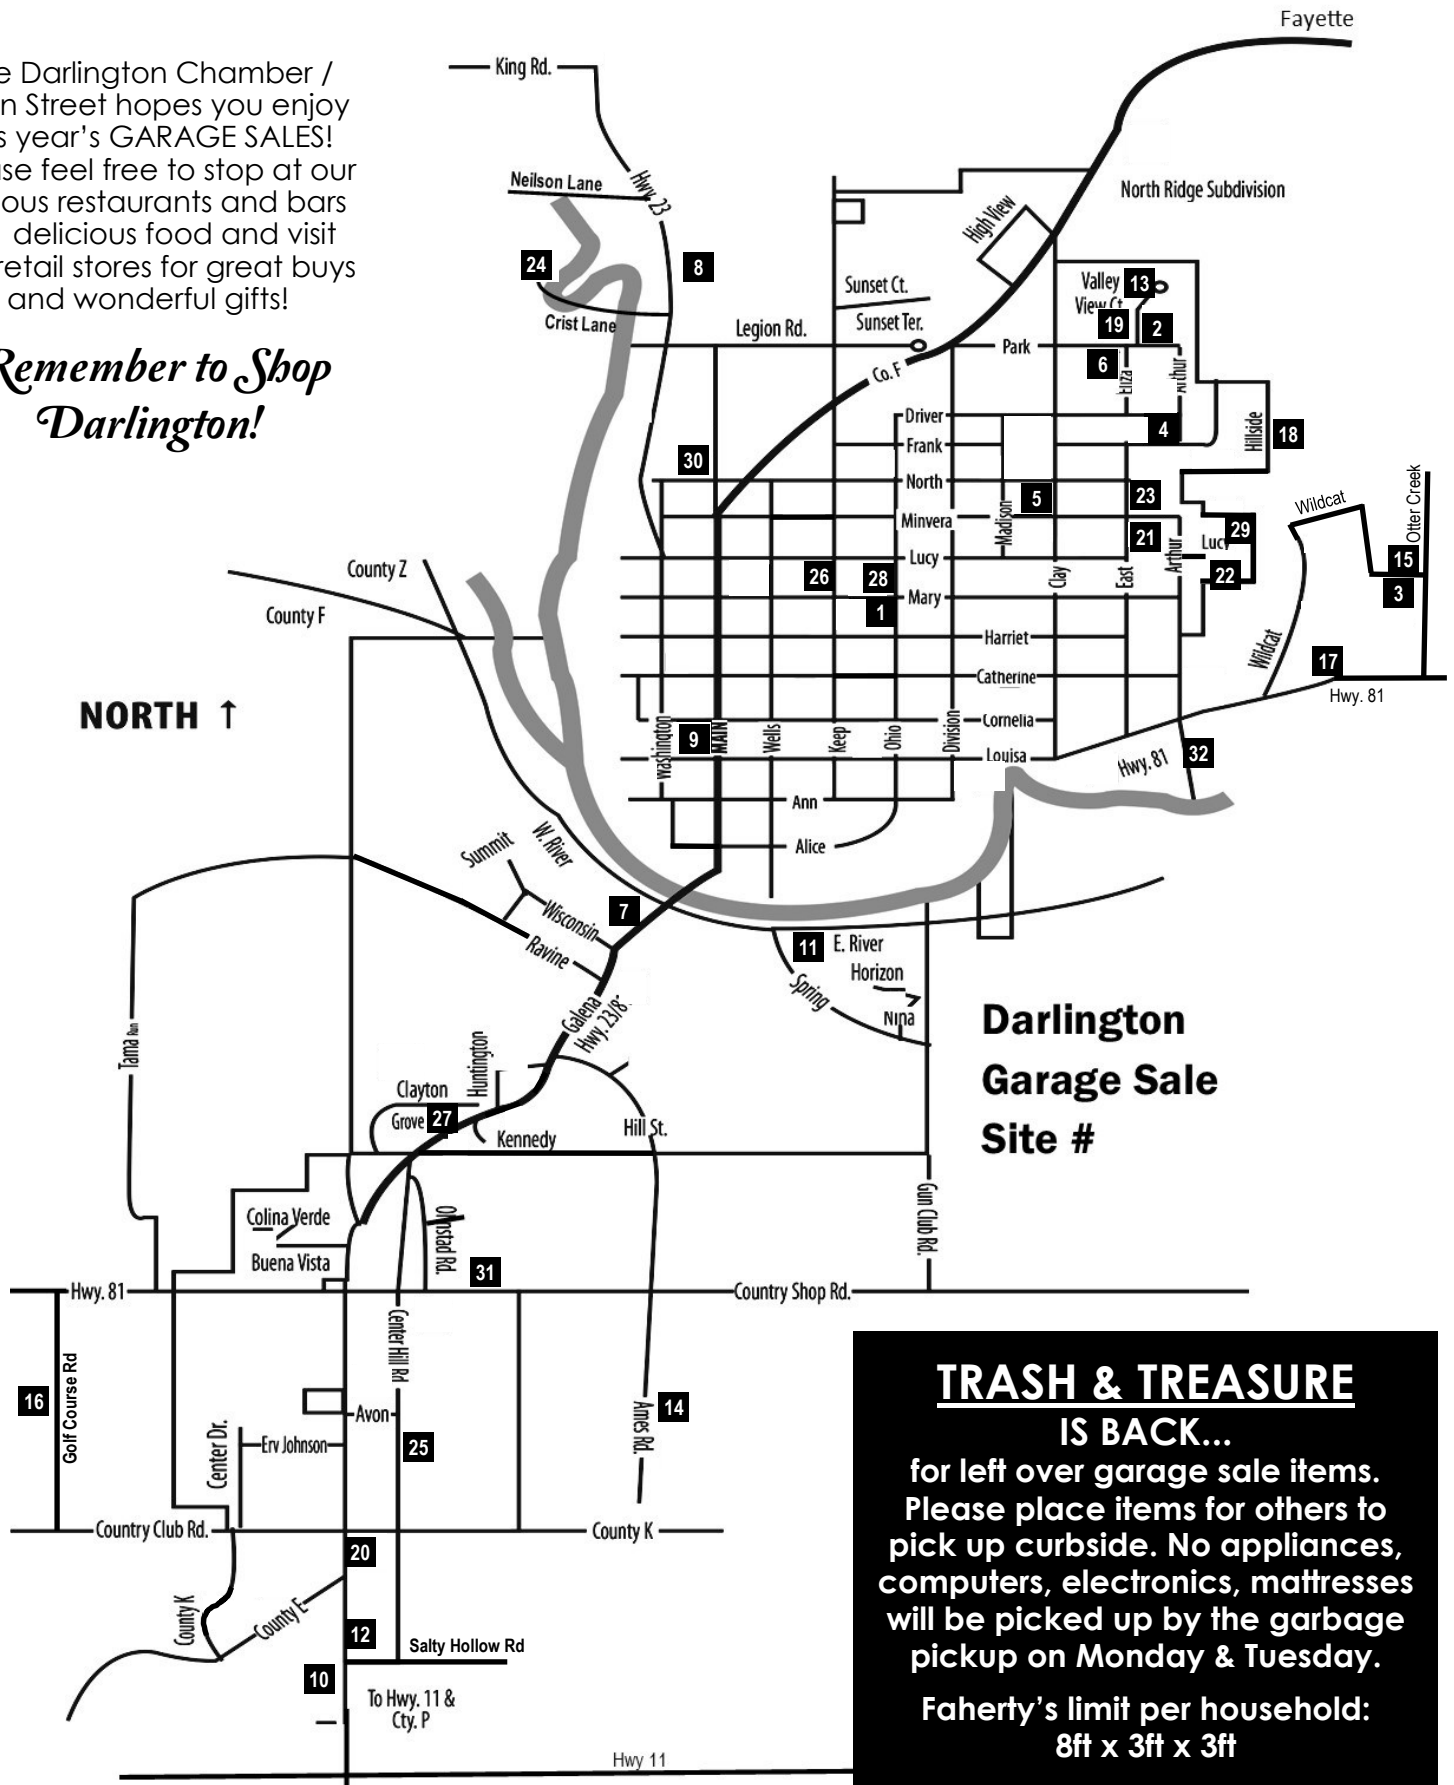 e Darlington Chamber /
n Street hopes you enjoy
s year's GARAGE SALES!
se feel free to stop at our
ous restaurants and bars
delicious food and visit
retail stores for great buys
and wonderful gifts!
Remember to Shop
Darlington!
Fayette
King Rd.
Neilson Lane
Hwy. 23
North Ridge Subdivision
High View
24
8
Sunset Ct.
Valley
View Ct.
13
Crist Lane
Legion Rd.
Sunset Ter.
19
2
Park
6
Eliza
Arthur
Co. F
Driver
4
Frank
Hillside
18
30
North
5
23
Minvera
Madison
Wildcat
Otter Creek
29
21
Lucy
Lucy
Arthur
15
County Z
26
28
Clay
East
22
3
County F
1
Mary
Harriet
Wildcat
17
Catherine
Hwy. 81
NORTH ↑
Washington
9
MAIN
Wells
Keep
Ohio
Division
Cornelia
Louisa
Hwy. 81
32
Ann
Alice
Summit
W. River
Wisconsin
7
Ravine
11
E. River
Horizon
Spring
Nina
Galena
Hwy. 23/8
Darlington
Garage Sale
Site #
Tama Run
Huntington
Clayton
Grove
27
Kennedy
Hill St.
Colina Verde
Buena Vista
Olmstad Rd.
Gun Club Rd.
31
Hwy. 81
Country Shop Rd.
Center Hill Rd
16
Golf Course Rd
Avon
14
Ames Rd.
Center Dr.
Erv Johnson
25
Country Club Rd.
County K
20
County K
County E
12
Salty Hollow Rd
10
To Hwy. 11 &
Cty. P
Hwy 11
TRASH & TREASURE
IS BACK...
for left over garage sale items.
Please place items for others to
pick up curbside. No appliances,
computers, electronics, mattresses
will be picked up by the garbage
pickup on Monday & Tuesday.
Faherty's limit per household:
8ft x 3ft x 3ft